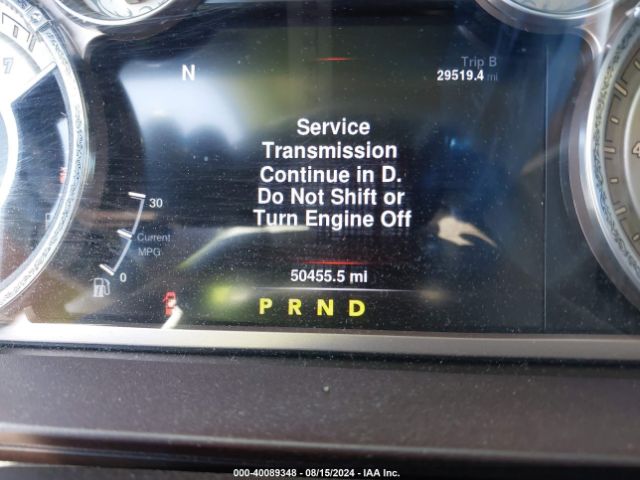 Trip B
N
29519.4 mi
7
Service
Transmission
Continue in D.
Do Not Shift or
Turn Engine Off
30
Current
MPG
0
50455.5 mi
P R N D
000-40089348 - 08/15/2024 - IAA Inc.